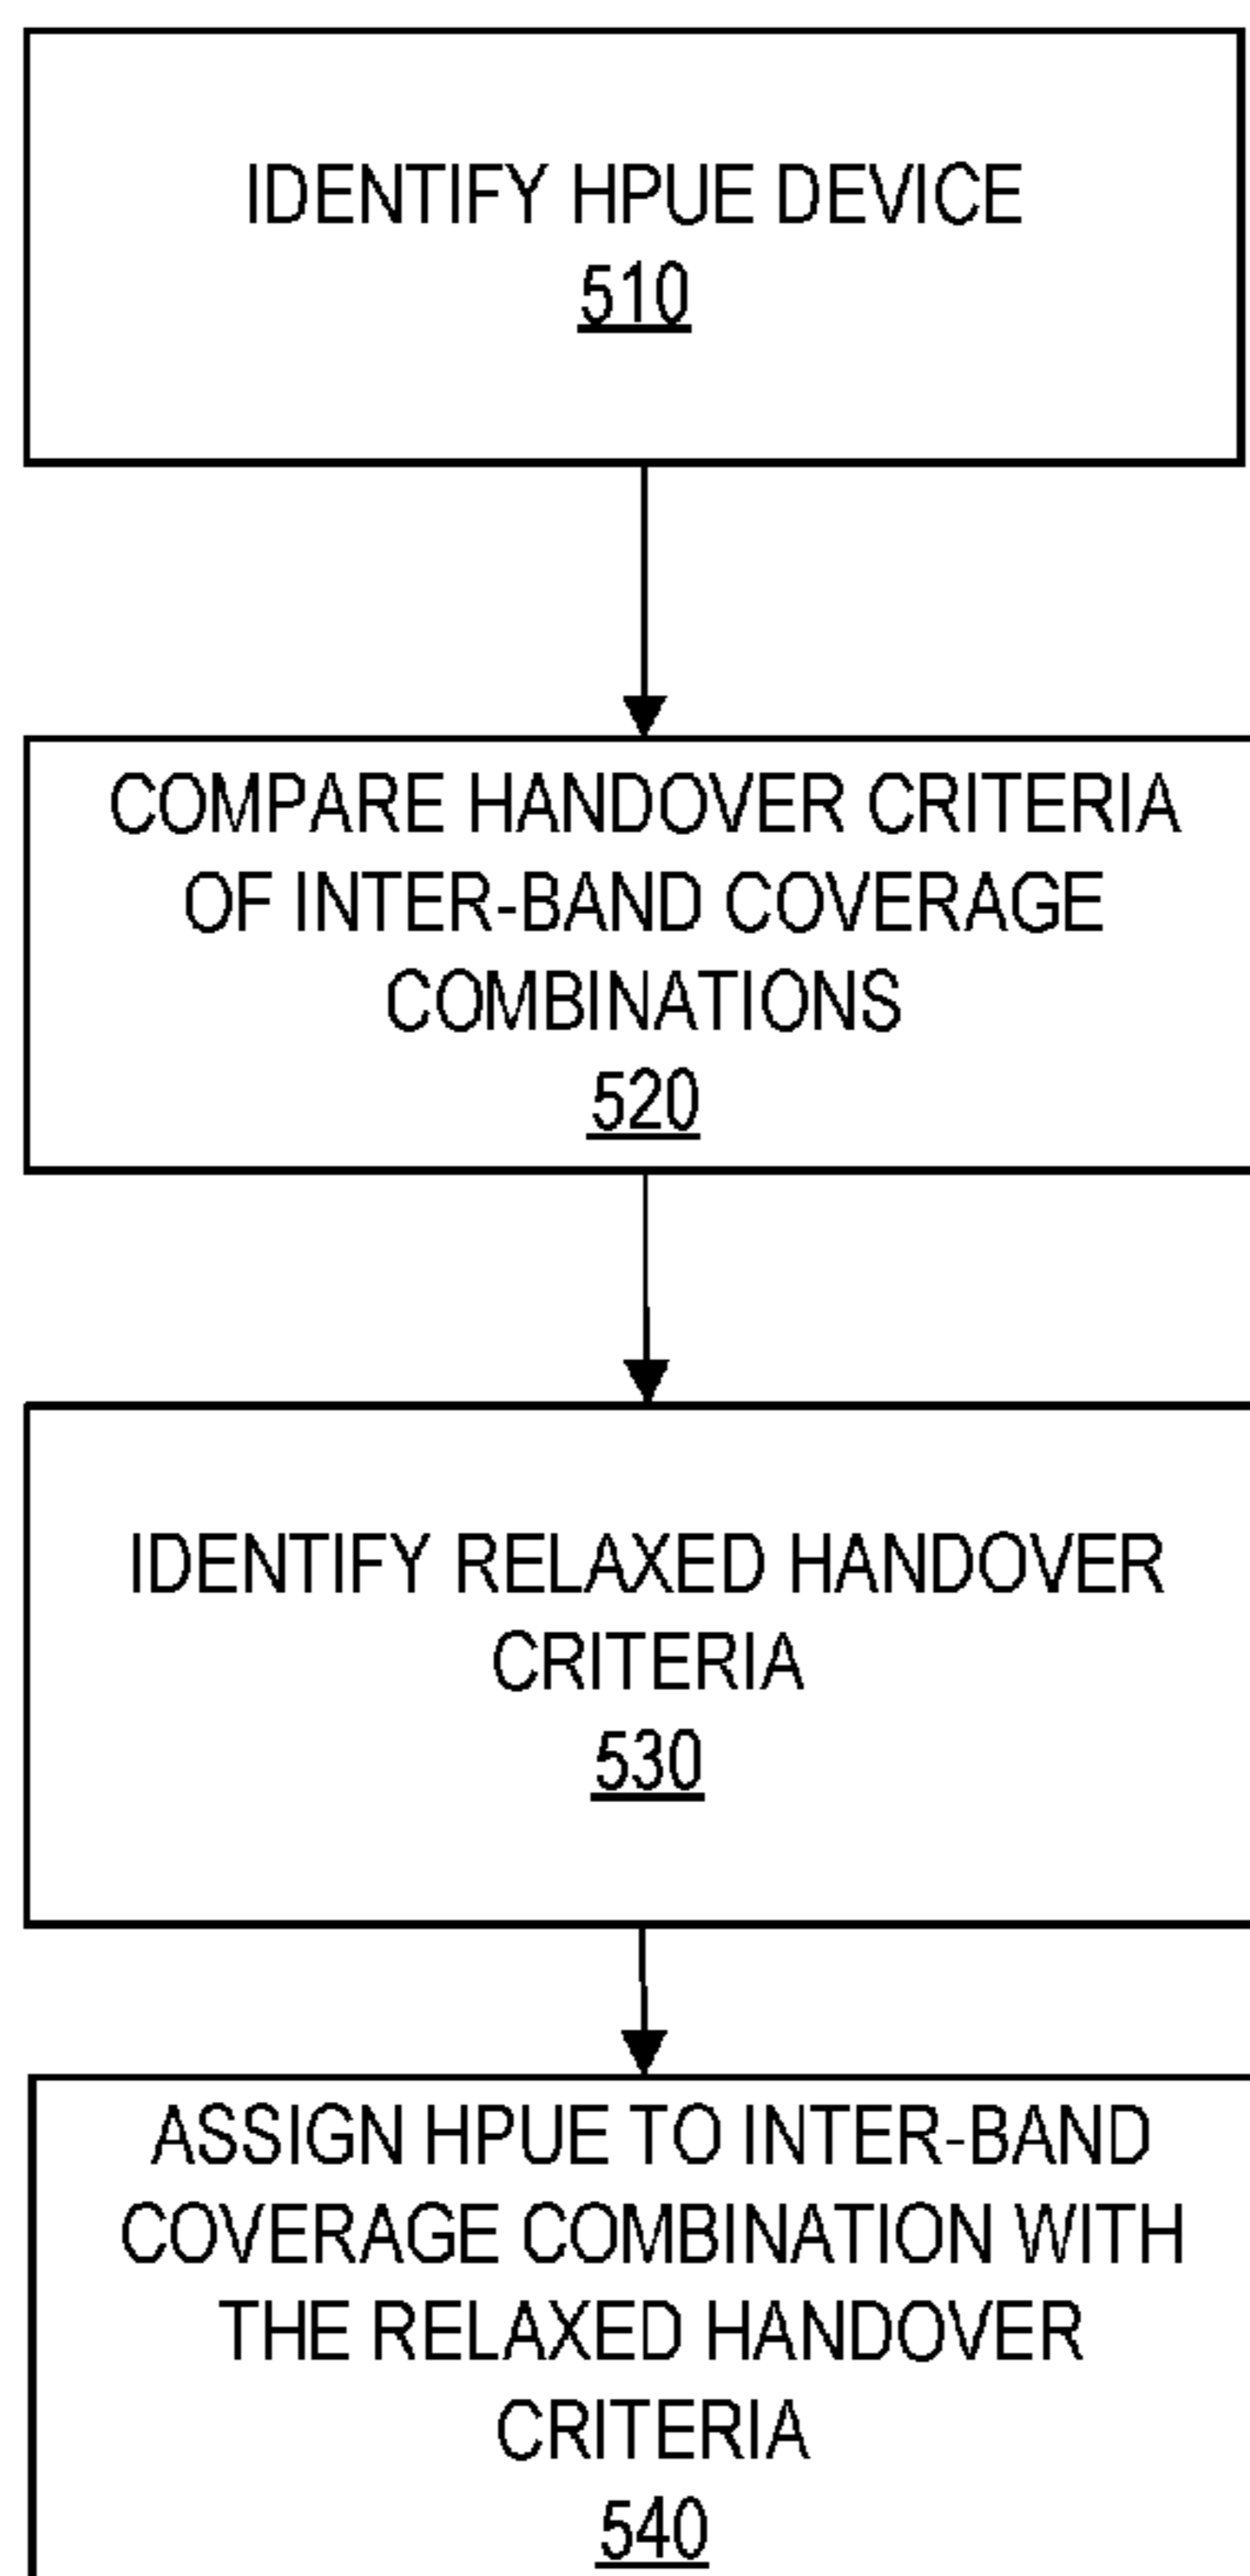 IDENTIFY HPUE DEVICE
510
COMPARE HANDOVER CRITERIA
OF INTER-BAND COVERAGE
COMBINATIONS
520
IDENTIFY RELAXED HANDOVER
CRITERIA
530
ASSIGN HPUE TO INTER-BAND
COVERAGE COMBINATION WITH
THE RELAXED HANDOVER
CRITERIA
540